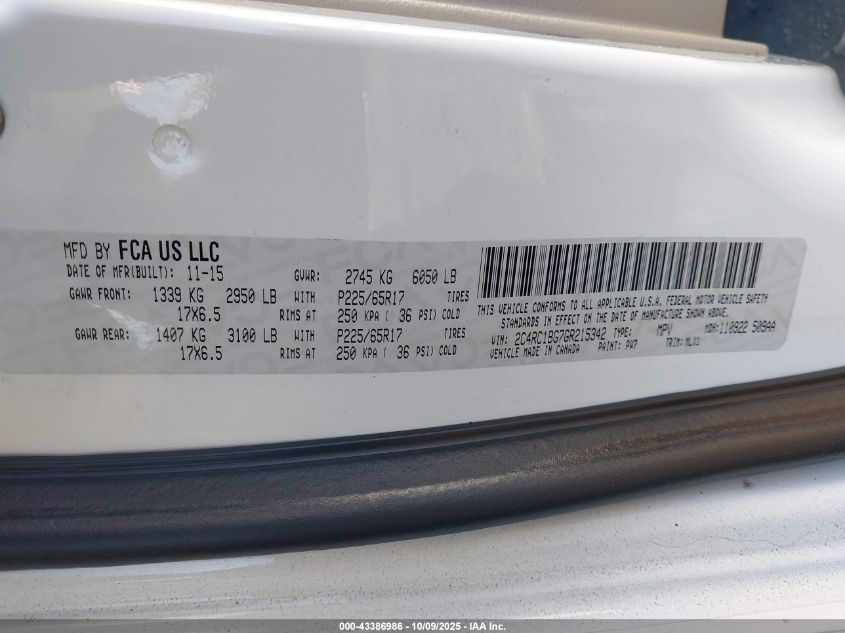 MFD BY FCA US LLC
DATE OF MFR(BUILT): 11-15 GVWR: 2745 KG 6050 LB
GAWR FRONT: 1339 KG 2950 LB WITH P225/65R17 TIRES
17X6.5 RIMS AT 250 KPA ( 36 PSI) COLD
GAWR REAR: 1407 KG 3100 LB WITH P225/65R17 TIRES
17X6.5 RIMS AT 250 KPA ( 36 PSI) COLD
THIS VEHICLE CONFORMS TO ALL APPLICABLE U.S.A. FEDERAL MOTOR VEHICLE SAFETY
STANDARDS IN EFFECT ON THE DATE OF MANUFACTURE SHOWN ABOVE.
VIN: 2C4RC1BG7GR215342 TYPE: MPV MDH: 110922 509AA
VEHICLE MADE IN CANADA PAINT: PW7 TRIM:
000-43386986 - 10/09/2025 - IAA Inc.